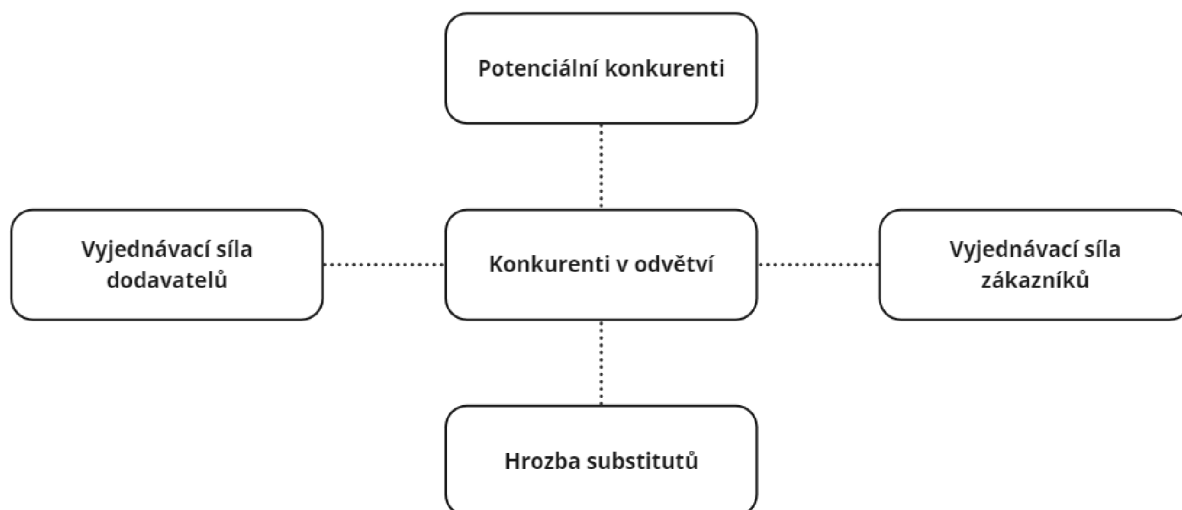 Potenciální konkurenti
Vyjednávací síla
dodavatelů
Konkurenti v odvětví
Vyjednávací síla
zákazníků
Hrozba substitutů